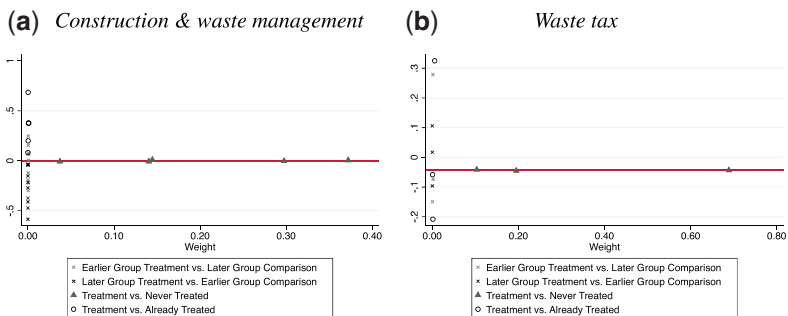 (a) Construction & waste management
1
.5
0
-.5
0.00 0.10 0.20 0.30 0.40
Weight
× Earlier Group Treatment vs. Later Group Comparison
× Later Group Treatment vs. Earlier Group Comparison
▲ Treatment vs. Never Treated
○ Treatment vs. Already Treated
(b) Waste tax
.3
.2
.1
0
-.1
-.2
0.00 0.20 0.40 0.60 0.80
Weight
× Earlier Group Treatment vs. Later Group Comparison
× Later Group Treatment vs. Earlier Group Comparison
▲ Treatment vs. Never Treated
○ Treatment vs. Already Treated